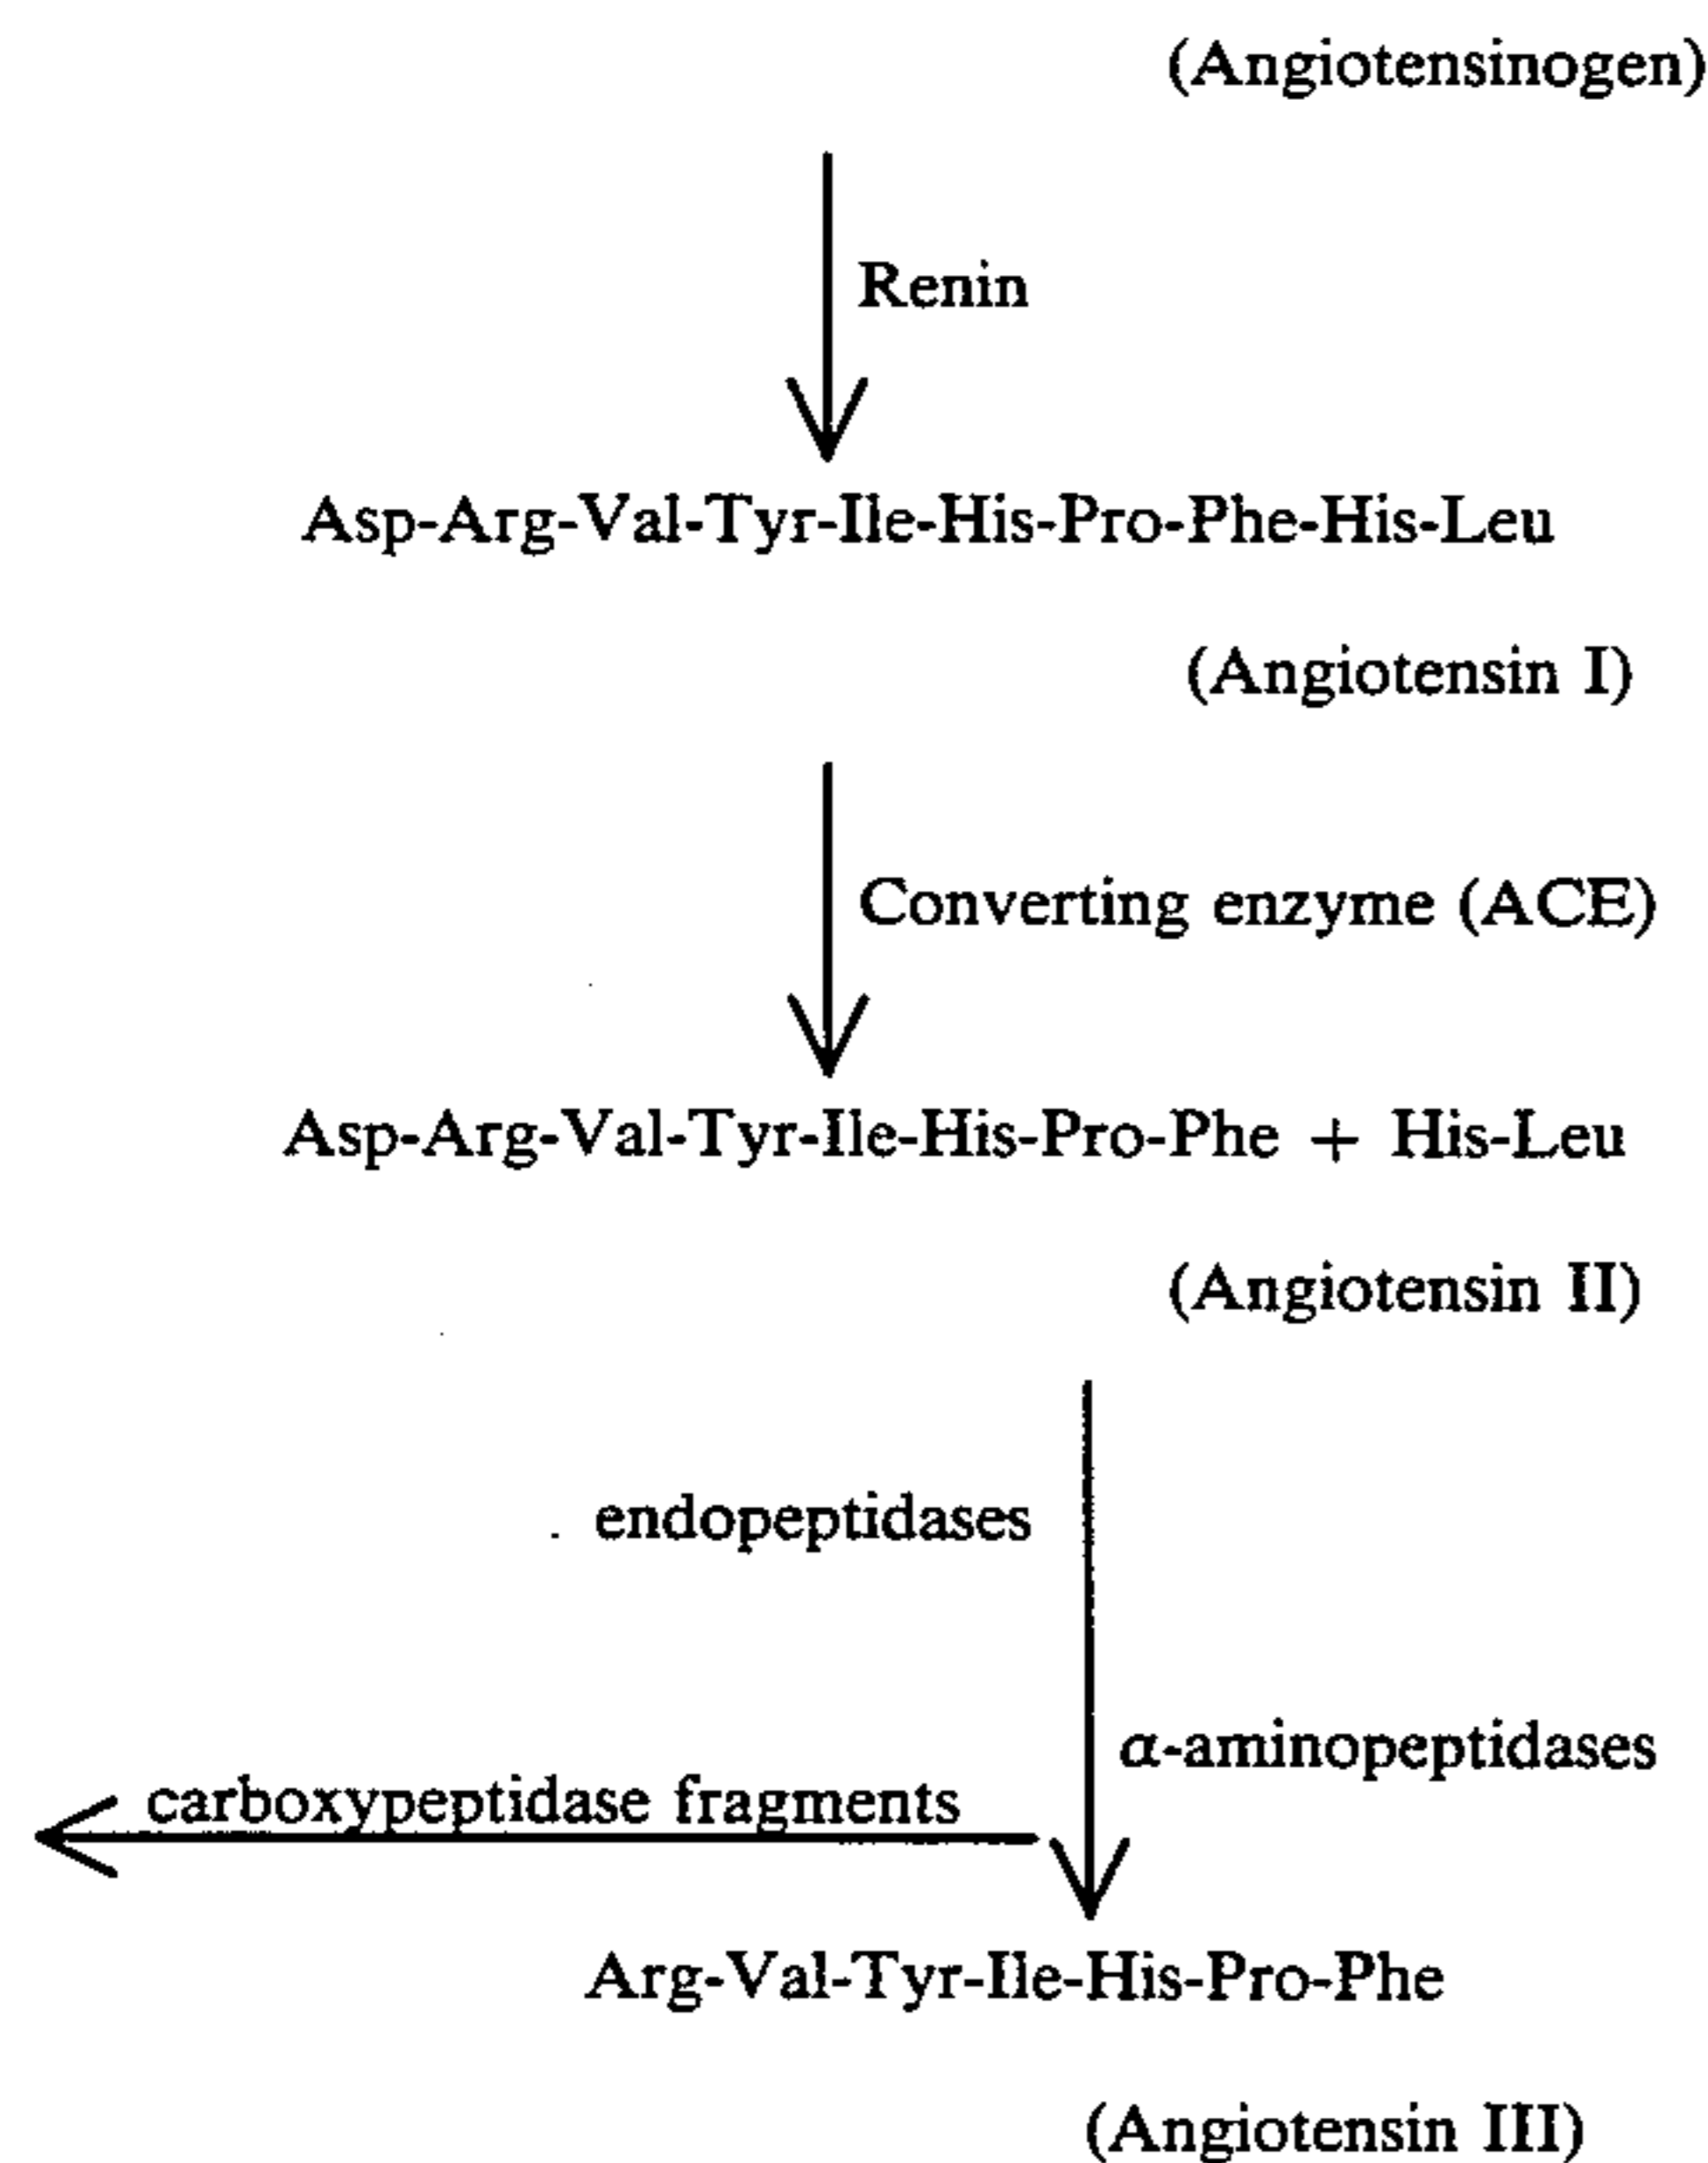 (Angiotensinogen)
Renin
Asp-Arg-Val-Tyr-Ile-His-Pro-Phe-His-Leu
(Angiotensin I)
Converting enzyme (ACE)
Asp-Arg-Val-Tyr-Ile-His-Pro-Phe + His-Leu
(Angiotensin II)
endopeptidases
α-aminopeptidases
carboxypeptidase fragments
Arg-Val-Tyr-Ile-His-Pro-Phe
(Angiotensin III)